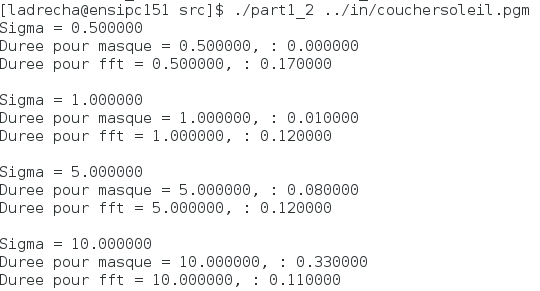 [ladrecha@ensipc151 src]$ ./part1_2 ../in/couchersoleil.pgm
Sigma = 0.500000
Duree pour masque = 0.500000, : 0.000000
Duree pour fft = 0.500000, : 0.170000
Sigma = 1.000000
Duree pour masque = 1.000000, : 0.010000
Duree pour fft = 1.000000, : 0.120000
Sigma = 5.000000
Duree pour masque = 5.000000, : 0.080000
Duree pour fft = 5.000000, : 0.120000
Sigma = 10.000000
Duree pour masque = 10.000000, : 0.330000
Duree pour fft = 10.000000, : 0.110000